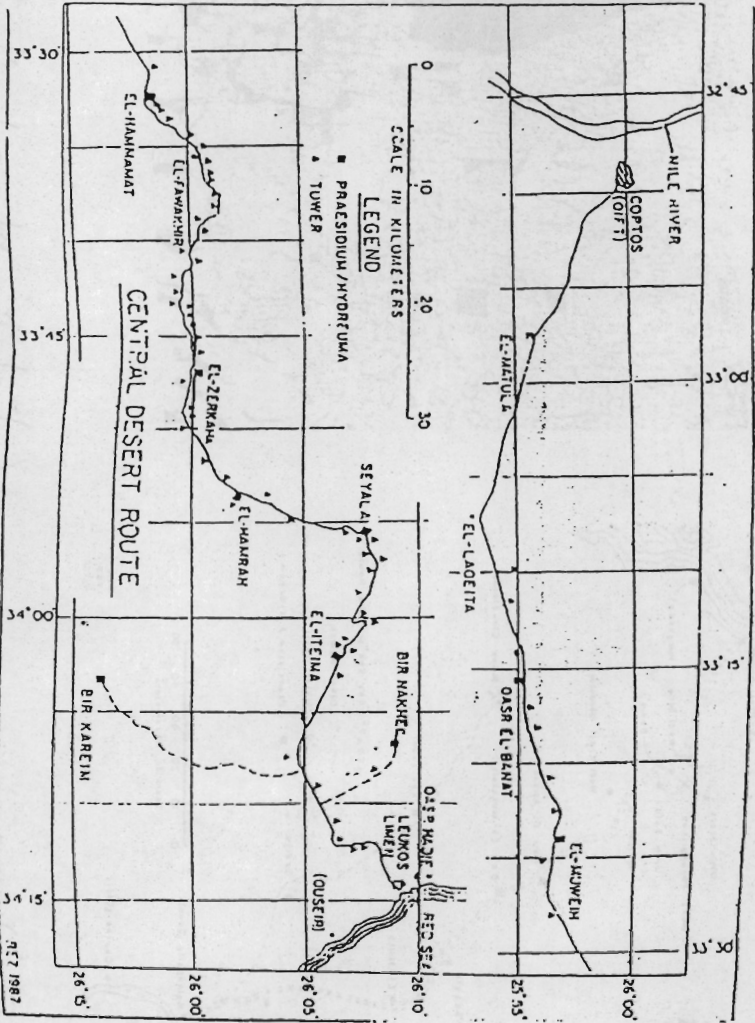 32°45'
33°00'
33°15'
33°30'
NILE RIVER
COPTOS
(QIFT)
EL-MATULA
EL-LAQEITA
QASR EL-BANAT
EL-MUWEIH
26°00'
25°55'
SCALE IN KILOMETERS
0
10
20
30
LEGEND
PRAESIDIUM/HYDREUMA
TOWER
33°30'
33°45'
34°00'
34°15'
EL-HAMMAMAT
EL-FAWAKHIR
EL-ZERKAH
EL-HAMRAH
SEYALA
EL-ITEIMA
BIR NAKHEL
BIR KAREIM
QASR HADIE
LEUKOS
LIMEN
(QUSEIR)
RED SEA
CENTRAL DESERT ROUTE
26°15'
26°00'
26°05'
26°10'
1987